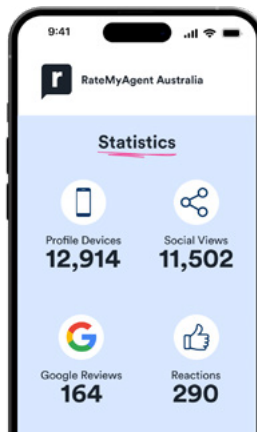 9:41
r RateMyAgent Australia
Statistics
Profile Devices Social Views
12,914 11,502
G
Google Reviews Reactions
164 290